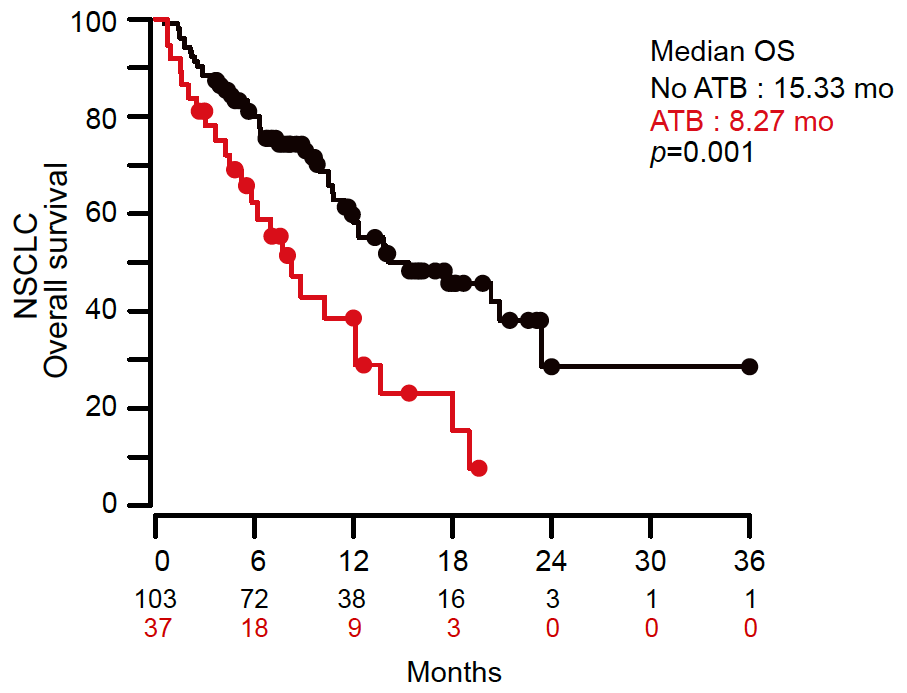 NSCLC
Overall survival
100
80
60
40
20
0
Median OS
No ATB : 15.33 mo
ATB : 8.27 mo
p=0.001
0 6 12 18 24 30 36
103 72 38 16 3 1 1
37 18 9 3 0 0 0
Months